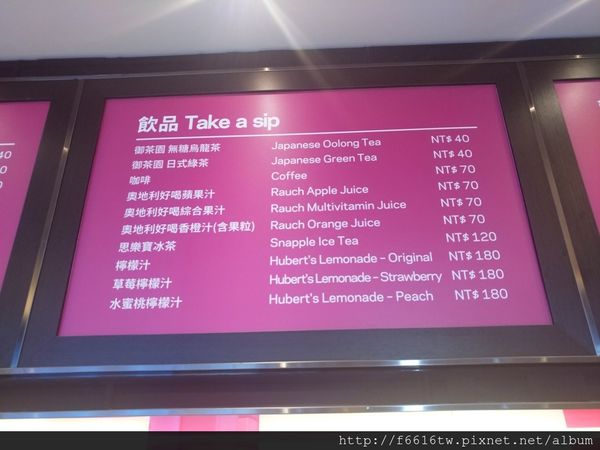 飲品 Take a sip
御茶園 無糖烏龍茶 Japanese Oolong Tea NT$ 40
御茶園 日式綠茶 Japanese Green Tea NT$ 40
咖啡 Coffee NT$ 70
奧地利好喝蘋果汁 Rauch Apple Juice NT$ 70
奧地利好喝綜合果汁 Rauch Multivitamin Juice NT$ 70
奧地利好喝香橙汁(含果粒) Rauch Orange Juice NT$ 70
思樂寶冰茶 Snapple Ice Tea NT$ 120
檸檬汁 Hubert's Lemonade - Original NT$ 180
草莓檸檬汁 Hubert's Lemonade - Strawberry NT$ 180
水蜜桃檸檬汁 Hubert's Lemonade - Peach NT$ 180
40
40
70
70
70
http://f6616tw.pixnet.net/album